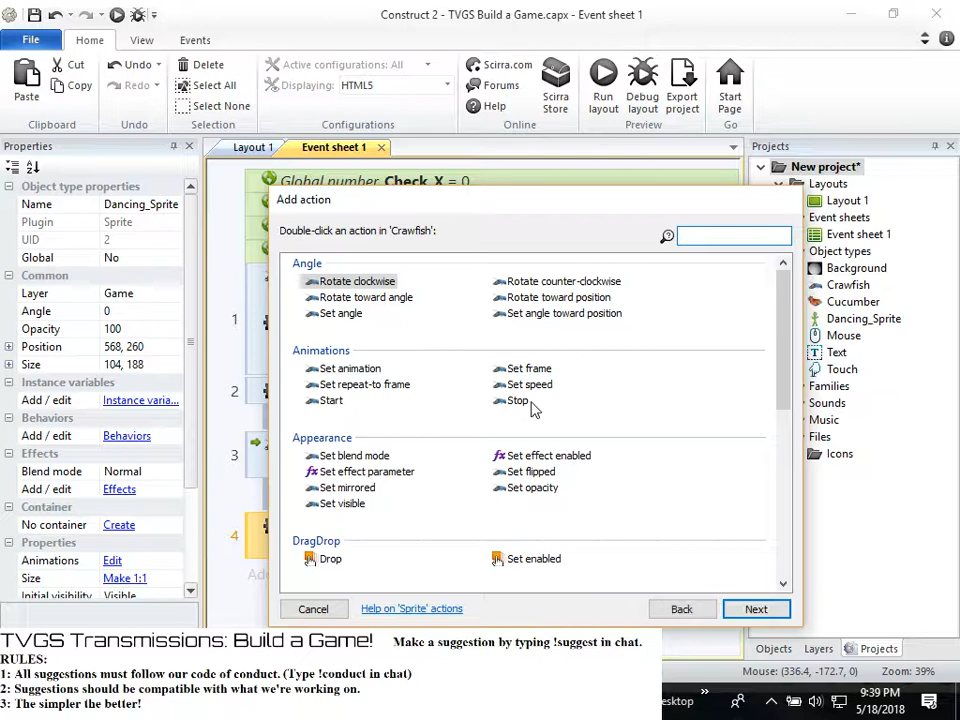 Construct 2 - TVGS Build a Game.capx - Event sheet 1
File Home View Events
Paste
Cut
Copy
Clipboard
Undo
Redo
Undo
Delete
Select All
Select None
Selection
Active configurations: All
Displaying: HTML5
Configurations
Scirra.com
Forums
Help
Scirra Store
Online
Run layout
Debug layout
Export project
Preview
Start Page
Go
Properties
Object type properties
Name Dancing_Sprite
Plugin Sprite
UID 2
Global No
Common
Layer Game
Angle 0
Opacity 100
Position 568, 260
Size 104, 188
Instance variables
Add / edit Instance varia...
Behaviors
Add / edit Behaviors
Effects
Blend mode Normal
Add / edit Effects
Container
No container Create
Properties
Animations Edit
Size Make 1:1
Initial visibility Visible
Layout 1 Event sheet 1
Global number Check_X = 0
1
2
3
4
Add action
Double-click an action in 'Crawfish':
Angle
Rotate clockwise Rotate counter-clockwise
Rotate toward angle Rotate toward position
Set angle Set angle toward position
Animations
Set animation Set frame
Set repeat-to frame Set speed
Start Stop
Appearance
Set blend mode Set effect enabled
Set effect parameter Set flipped
Set mirrored Set opacity
Set visible
DragDrop
Drop Set enabled
Cancel Help on 'Sprite' actions Back Next
Projects
New project*
Layouts
Layout 1
Event sheets
Event sheet 1
Object types
Background
Crawfish
Cucumber
Dancing_Sprite
Mouse
Text
Touch
Families
Sounds
Music
Files
Icons
Objects Layers Projects
Mouse: (336.4, -172.7, 0) Zoom: 39%
TVGS Transmissions: Build a Game! Make a suggestion by typing !suggest in chat.
RULES:
1: All suggestions must follow our code of conduct. (Type !conduct in chat)
2: Suggestions should be compatible with what we're working on.
3: The simpler the better!
esktop
9:39 PM
5/18/2018